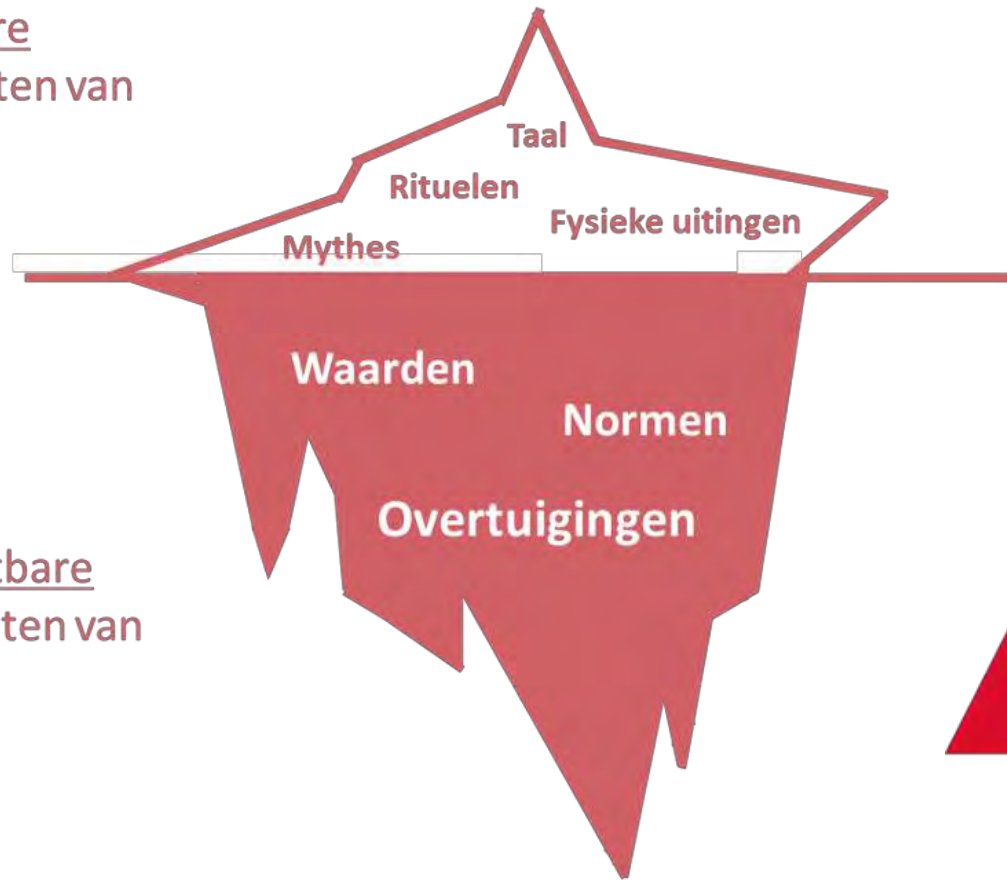 re
ten van
Taal
Rituelen
Fysieke uitingen
Mythes
Waarden
Normen
Overtuigingen
tbare
ten van